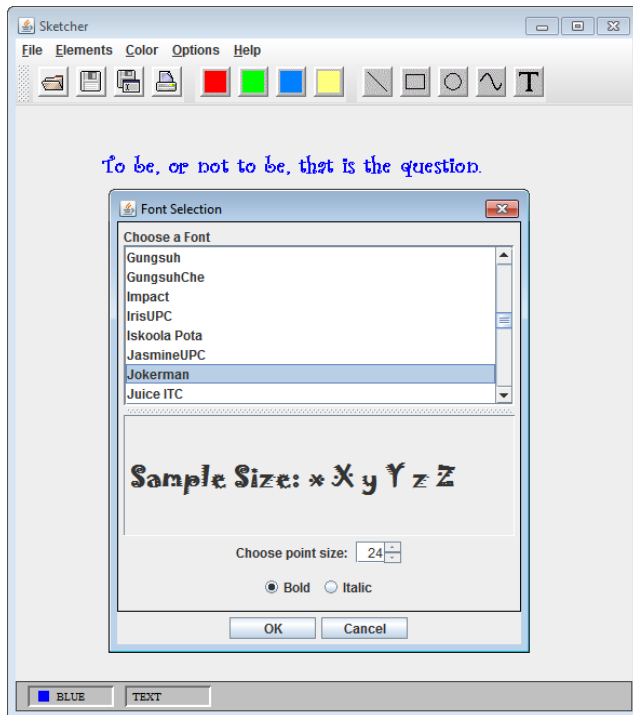 Sketcher
File Elements Color Options Help
T
To be, or not to be, that is the question.
Font Selection
Choose a Font
Gungsuh
GungsuhChe
Impact
IrisUPC
Iskoola Pota
JasmineUPC
Jokerman
Juice ITC
Sample Size: x X y Y z Z
Choose point size: 24
Bold Italic
OK Cancel
BLUE TEXT